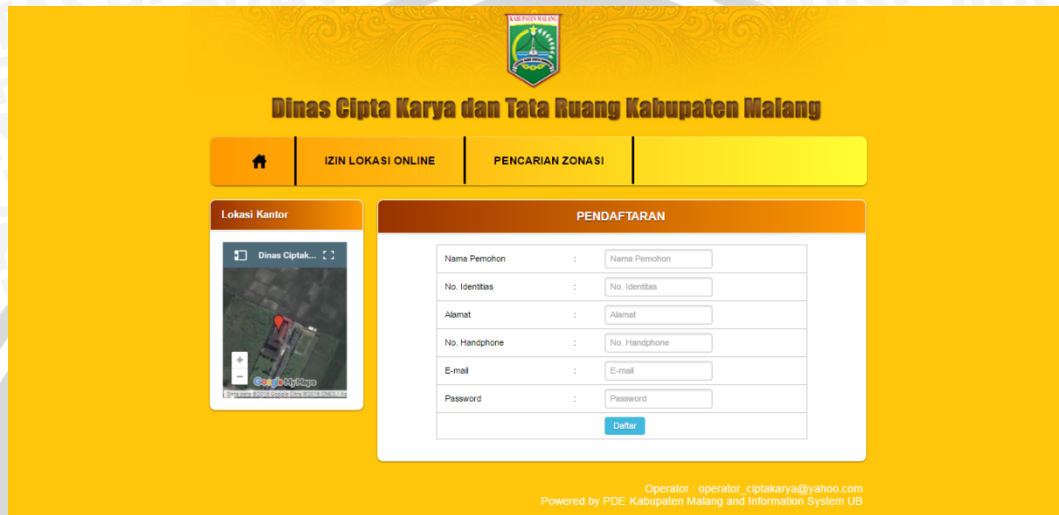 KABUPATEN MALANG
Dinas Cipta Karya dan Tata Ruang Kabupaten Malang
IZIN LOKASI ONLINE
PENCARIAN ZONASI
Lokasi Kantor
PENDAFTARAN
Dinas Ciptak...
Nama Pemohon : Nama Pemohon
No. Identitias : No. Identitas
Alamat : Alamat
No. Handphone : No. Handphone
E-mail : E-mail
Password : Password
Daftar
+
−
Google My Maps
Operator : operator_ciptakarya@yahoo.com
Powered by PDE Kabupaten Malang and Information System UB